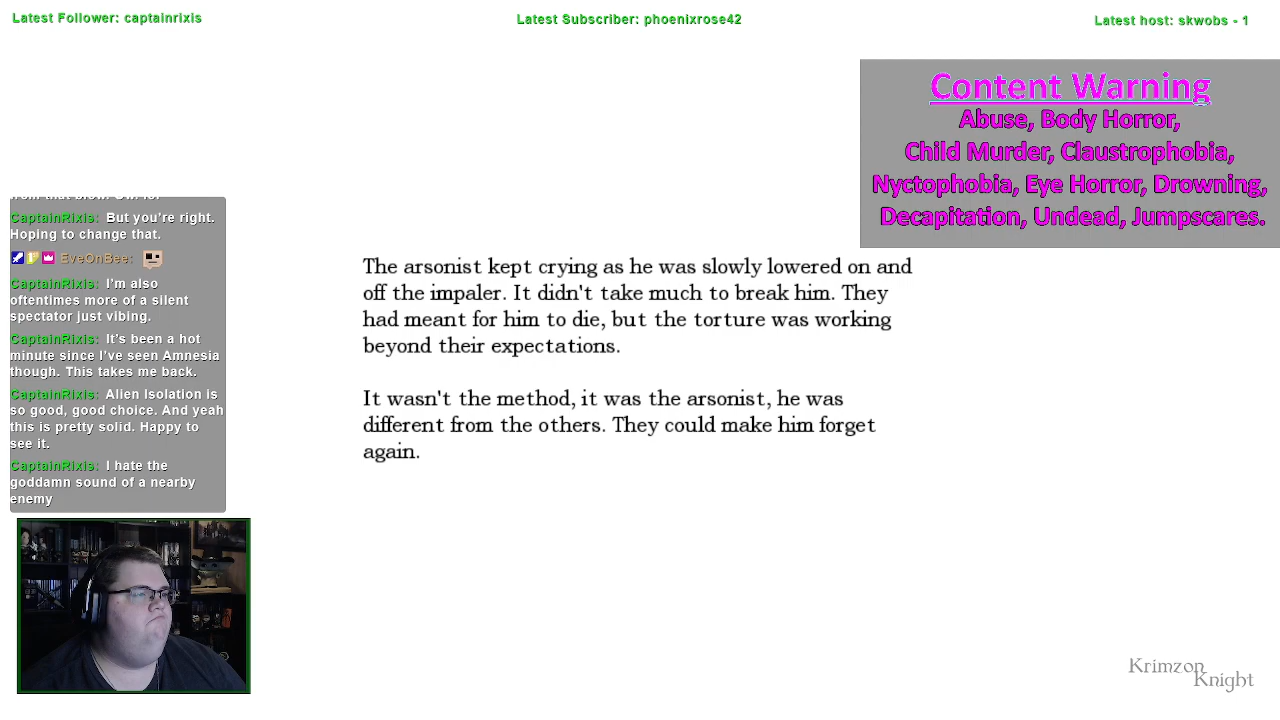 Latest Follower: captainrixis
Latest Subscriber: phoenixrose42
Latest host: skwobs - 1
Content Warning
Abuse, Body Horror,
Child Murder, Claustrophobia,
Nyctophobia, Eye Horror, Drowning,
Decapitation, Undead, Jumpscares.
CaptainRixis: But you're right.
Hoping to change that.
EveOnBee:
CaptainRixis: I'm also
oftentimes more of a silent
spectator just vibing.
CaptainRixis: It's been a hot
minute since I've seen Amnesia
though. This takes me back.
CaptainRixis: Alien Isolation is
so good, good choice. And yeah
this is pretty solid. Happy to
see it.
CaptainRixis: I hate the
goddamn sound of a nearby
enemy
The arsonist kept crying as he was slowly lowered on and
off the impaler. It didn't take much to break him. They
had meant for him to die, but the torture was working
beyond their expectations.
It wasn't the method, it was the arsonist, he was
different from the others. They could make him forget
again.
Krimzon
Knight